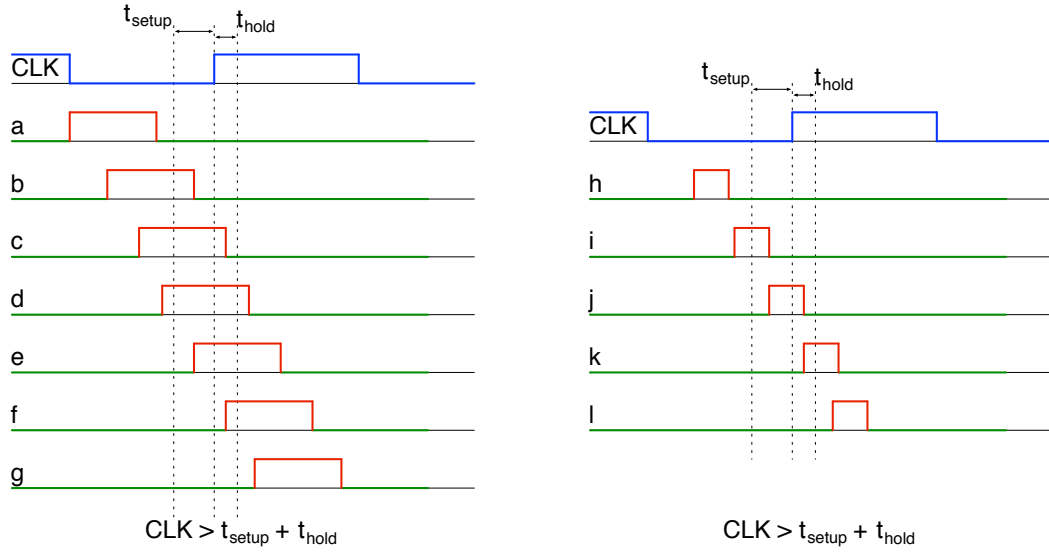 t_setup t_hold
CLK
a
b
c
d
e
f
g
CLK > t_setup + t_hold
t_setup t_hold
CLK
h
i
j
k
l
CLK > t_setup + t_hold